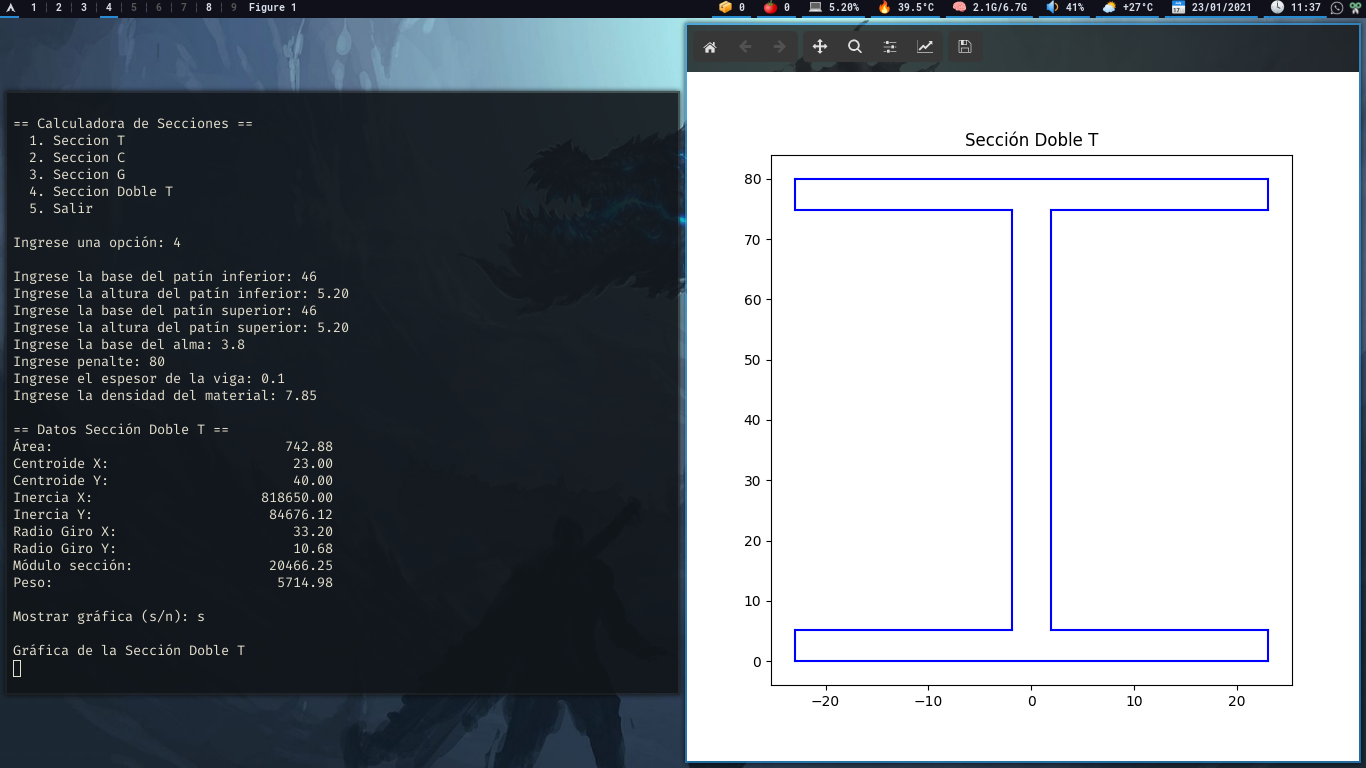 1 2 3 4 5 6 7 8 9 Figure 1
0 0 5.20% 39.5°C 2.1G/6.7G 41% +27°C 23/01/2021 11:37
== Calculadora de Secciones ==
1. Seccion T
2. Seccion C
3. Seccion G
4. Seccion Doble T
5. Salir
Ingrese una opción: 4
Ingrese la base del patín inferior: 46
Ingrese la altura del patín inferior: 5.20
Ingrese la base del patín superior: 46
Ingrese la altura del patín superior: 5.20
Ingrese la base del alma: 3.8
Ingrese penalte: 80
Ingrese el espesor de la viga: 0.1
Ingrese la densidad del material: 7.85
== Datos Sección Doble T ==
Área: 742.88
Centroide X: 23.00
Centroide Y: 40.00
Inercia X: 818650.00
Inercia Y: 84676.12
Radio Giro X: 33.20
Radio Giro Y: 10.68
Módulo sección: 20466.25
Peso: 5714.98
Mostrar gráfica (s/n): s
Gráfica de la Sección Doble T
Sección Doble T
80
70
60
50
40
30
20
10
0
−20 −10 0 10 20